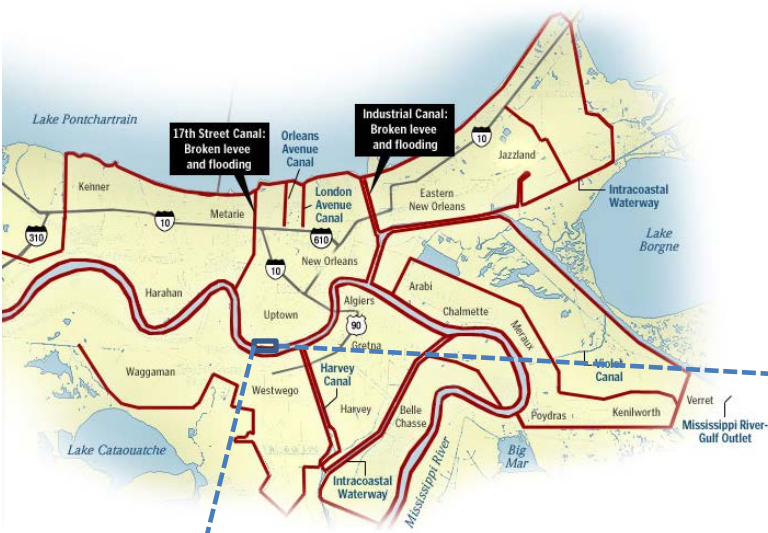 Lake Pontchartrain
17th Street Canal:
Broken levee
and flooding
Orleans
Avenue
Canal
Industrial Canal:
Broken levee
and flooding
10
Jazzland
Kenner
London
Avenue
Canal
Eastern
New Orleans
Intracoastal
Waterway
Metarie
10
310
610
Lake
Borgne
New Orleans
10
Harahan
Arabi
Uptown
Algiers
Chalmette
90
Gretna
Meraux
Waggaman
Harvey
Canal
Violet
Canal
Westwego
Harvey
Belle
Chasse
Poydras
Kenilworth
Verret
Mississippi River-
Gulf Outlet
Lake Cataouatche
Big
Mar
Mississippi River
Intracoastal
Waterway